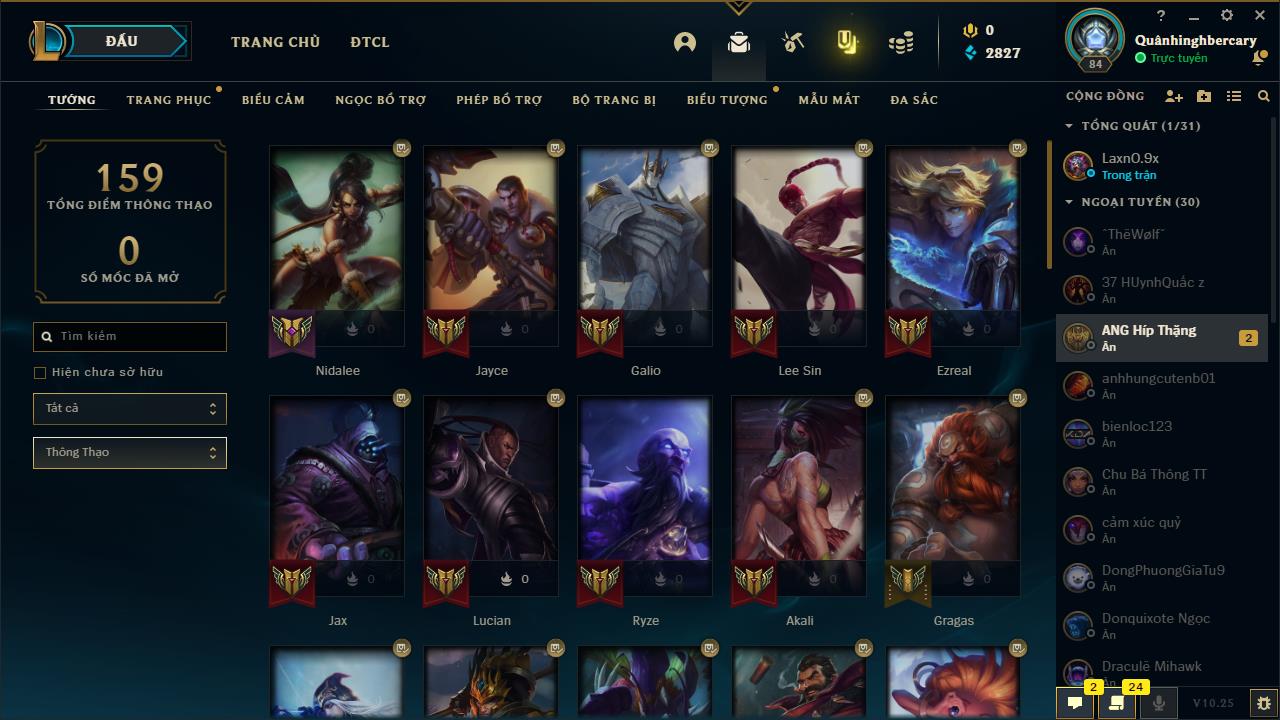 ĐẤU
TRANG CHỦ
ĐTCL
0
2827
?
84
Quânhinghbercary
Trực tuyến
TƯỚNG
TRANG PHỤC
BIỂU CẢM
NGỌC BỔ TRỢ
PHÉP BỔ TRỢ
BỘ TRANG BỊ
BIỂU TƯỢNG
MẪU MẮT
ĐA SẮC
CỘNG ĐỒNG
159
TỔNG ĐIỂM THÔNG THẠO
0
SỐ MỐC ĐÃ MỞ
Tìm kiếm
Hiện chưa sở hữu
Tất cả
Thông Thạo
0
0
0
0
0
Nidalee
Jayce
Galio
Lee Sin
Ezreal
0
0
0
0
0
Jax
Lucian
Ryze
Akali
Gragas
TỔNG QUÁT (1/31)
LaxnO.9x
Trong trận
NGOẠI TUYẾN (30)
ˆThëWølfˇ
Ẩn
37 HUynhQuấc z
Ẩn
ANG Híp Thặng
Ẩn
2
anhhungcutenb01
Ẩn
bienloc123
Ẩn
Chu Bá Thông TT
Ẩn
cảm xúc quỷ
Ẩn
DongPhuongGiaTu9
Ẩn
Donquixote Ngọc
Ẩn
Draculē Mihawk
Ẩn
2
24
V10.25